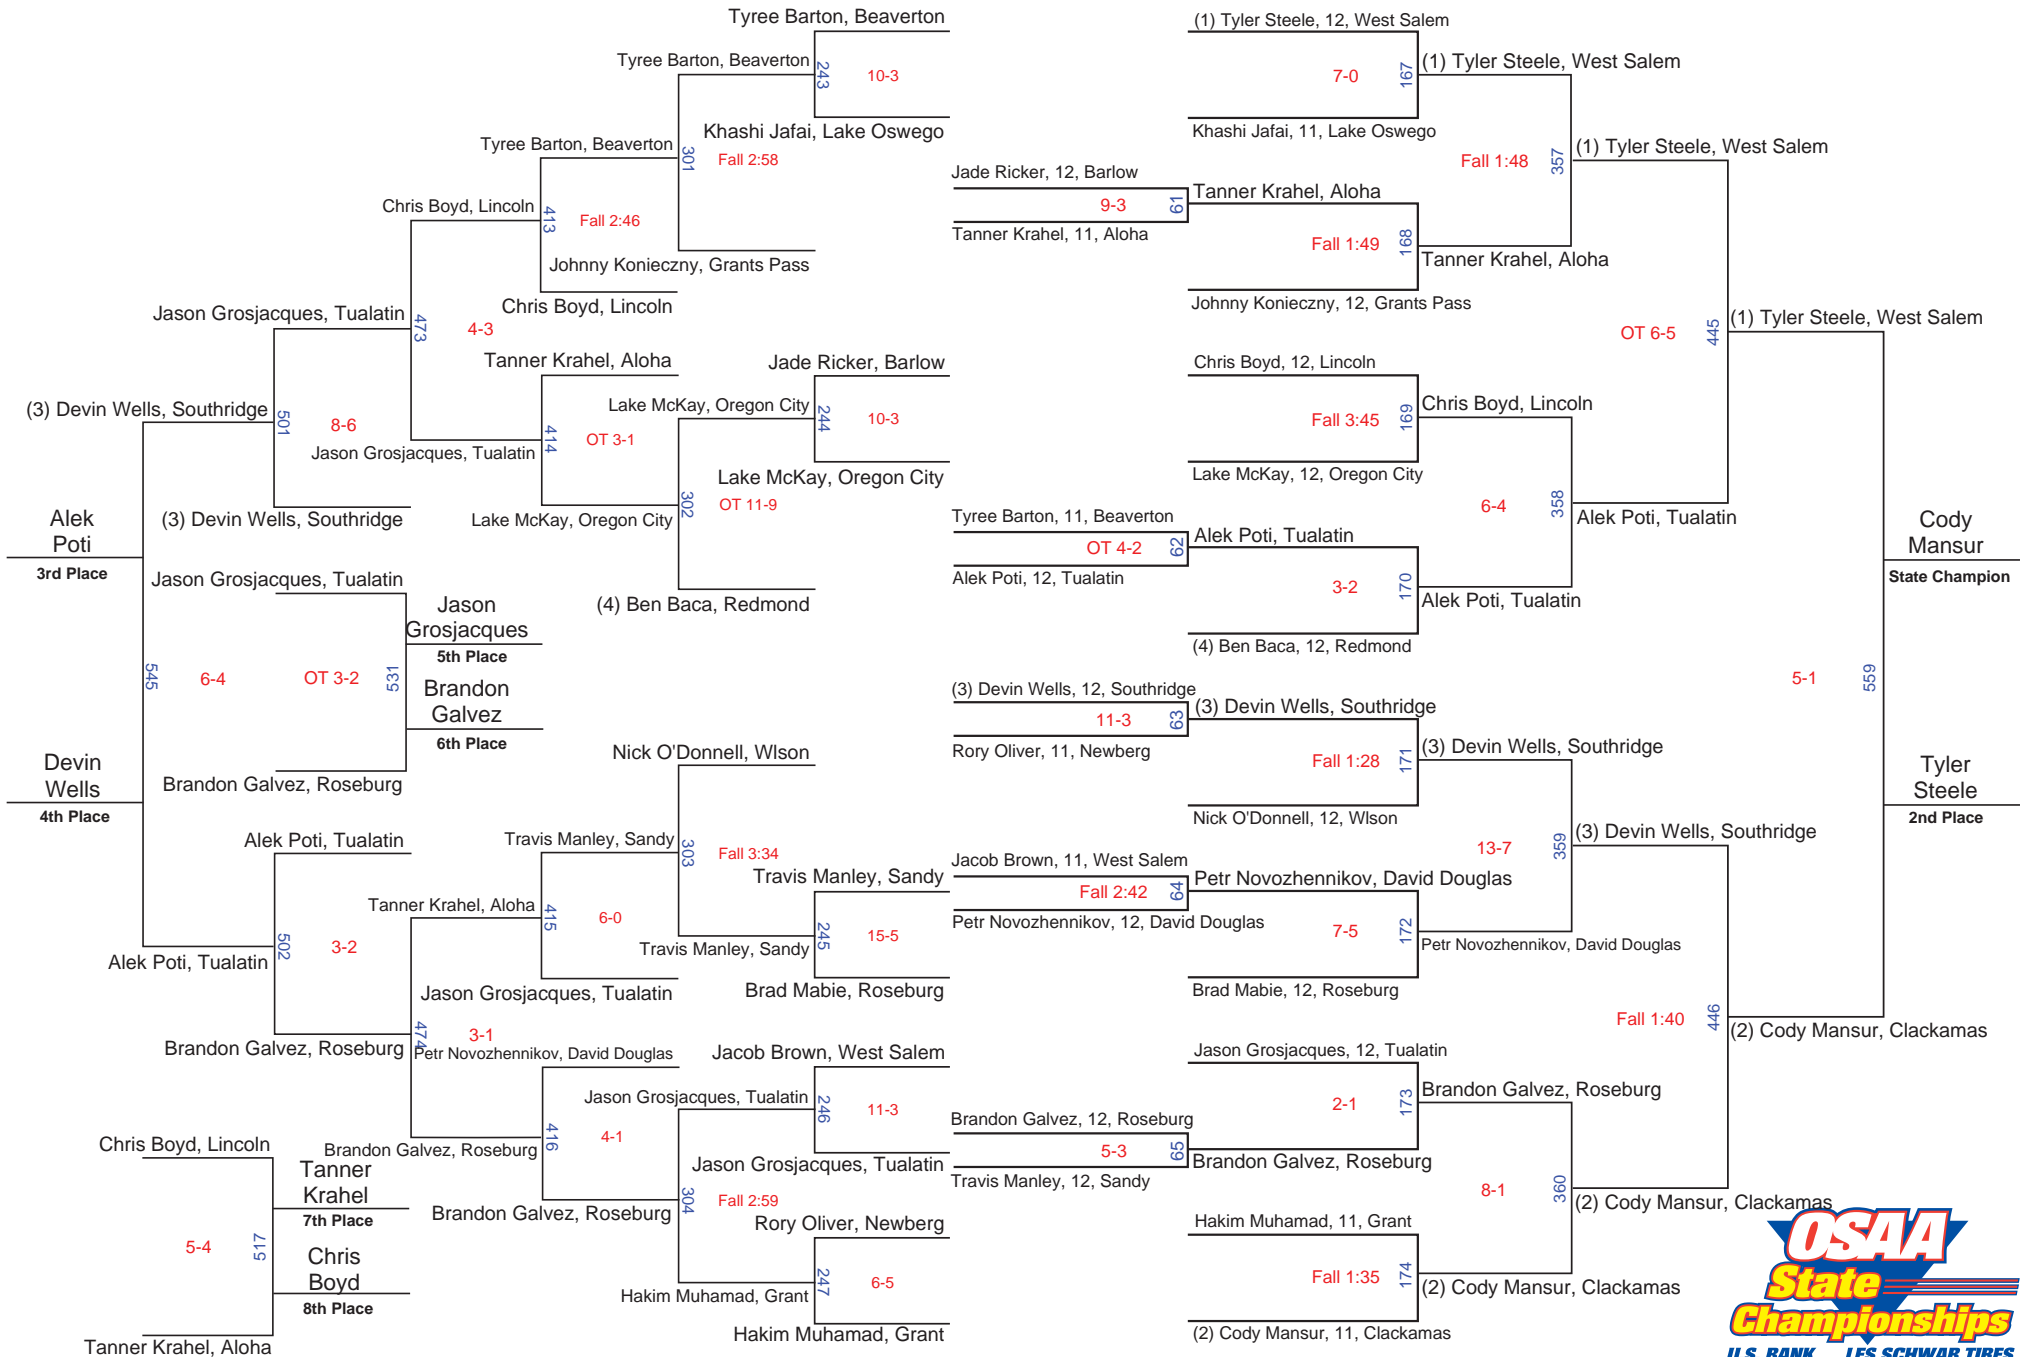 Tyree Barton, Beaverton
Tyree Barton, Beaverton
243
10-3
Khashi Jafai, Lake Oswego
Tyree Barton, Beaverton
301
Fall 2:58
Chris Boyd, Lincoln
413
Fall 2:46
Johnny Konieczny, Grants Pass
Chris Boyd, Lincoln
Jason Grosjacques, Tualatin
473
4-3
Tanner Krahel, Aloha
Jade Ricker, Barlow
(3) Devin Wells, Southridge
501
8-6
Lake McKay, Oregon City
244
10-3
Jason Grosjacques, Tualatin
414
OT 3-1
Lake McKay, Oregon City
(3) Devin Wells, Southridge
Lake McKay, Oregon City
302
OT 11-9
Alek
Poti
3rd Place
Jason Grosjacques, Tualatin
(4) Ben Baca, Redmond
Jason
Grosjacques
5th Place
545
6-4
OT 3-2
531
Brandon
Galvez
6th Place
Devin
Wells
4th Place
Brandon Galvez, Roseburg
Nick O'Donnell, Wlson
Alek Poti, Tualatin
Travis Manley, Sandy
303
Fall 3:34
Travis Manley, Sandy
Tanner Krahel, Aloha
415
6-0
Travis Manley, Sandy
245
15-5
502
3-2
Alek Poti, Tualatin
Jason Grosjacques, Tualatin
Brad Mabie, Roseburg
Brandon Galvez, Roseburg
474
3-1
Petr Novozhennikov, David Douglas
Jacob Brown, West Salem
Jason Grosjacques, Tualatin
246
11-3
Brandon Galvez, Roseburg
416
4-1
Jason Grosjacques, Tualatin
Chris Boyd, Lincoln
Tanner
Krahel
7th Place
Brandon Galvez, Roseburg
304
Fall 2:59
Rory Oliver, Newberg
5-4
517
Chris
Boyd
8th Place
Hakim Muhamad, Grant
247
6-5
Hakim Muhamad, Grant
Tanner Krahel, Aloha
(1) Tyler Steele, 12, West Salem
7-0
167
(1) Tyler Steele, West Salem
Khashi Jafai, 11, Lake Oswego
Fall 1:48
357
(1) Tyler Steele, West Salem
Jade Ricker, 12, Barlow
9-3
61
Tanner Krahel, Aloha
Tanner Krahel, 11, Aloha
Fall 1:49
168
Tanner Krahel, Aloha
Johnny Konieczny, 12, Grants Pass
OT 6-5
445
(1) Tyler Steele, West Salem
Chris Boyd, 12, Lincoln
Fall 3:45
169
Chris Boyd, Lincoln
Lake McKay, 12, Oregon City
6-4
358
Alek Poti, Tualatin
Tyree Barton, 11, Beaverton
OT 4-2
62
Alek Poti, Tualatin
Alek Poti, 12, Tualatin
3-2
170
Alek Poti, Tualatin
(4) Ben Baca, 12, Redmond
Cody
Mansur
State Champion
5-1
559
(3) Devin Wells, 12, Southridge
11-3
63
(3) Devin Wells, Southridge
Rory Oliver, 11, Newberg
Fall 1:28
171
(3) Devin Wells, Southridge
Nick O'Donnell, 12, Wlson
Tyler
Steele
2nd Place
13-7
359
(3) Devin Wells, Southridge
Jacob Brown, 11, West Salem
Fall 2:42
64
Petr Novozhennikov, David Douglas
Petr Novozhennikov, 12, David Douglas
7-5
172
Petr Novozhennikov, David Douglas
Brad Mabie, 12, Roseburg
Fall 1:40
446
(2) Cody Mansur, Clackamas
Jason Grosjacques, 12, Tualatin
2-1
173
Brandon Galvez, Roseburg
Brandon Galvez, 12, Roseburg
5-3
65
Brandon Galvez, Roseburg
Travis Manley, 12, Sandy
8-1
360
(2) Cody Mansur, Clackamas
Hakim Muhamad, 11, Grant
Fall 1:35
174
(2) Cody Mansur, Clackamas
(2) Cody Mansur, 11, Clackamas
OSAA
State
Championships
U.S. BANK LES SCHWAB TIRES